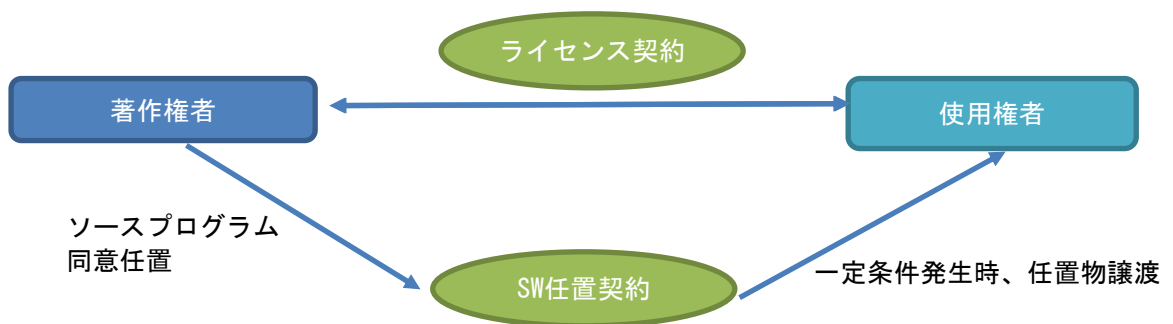 ライセンス契約
著作権者
使用権者
ソースプログラム
同意任置
SW任置契約
一定条件発生時、任置物譲渡